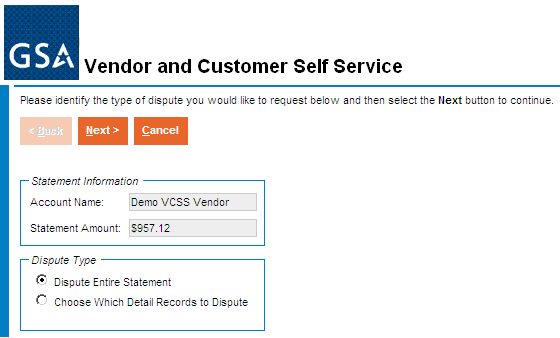 GSA
Vendor and Customer Self Service
Please identify the type of dispute you would like to request below and then select the Next button to continue.
< Back Next > Cancel
Statement Information
Account Name: Demo VCSS Vendor
Statement Amount: $957.12
Dispute Type
Dispute Entire Statement
Choose Which Detail Records to Dispute